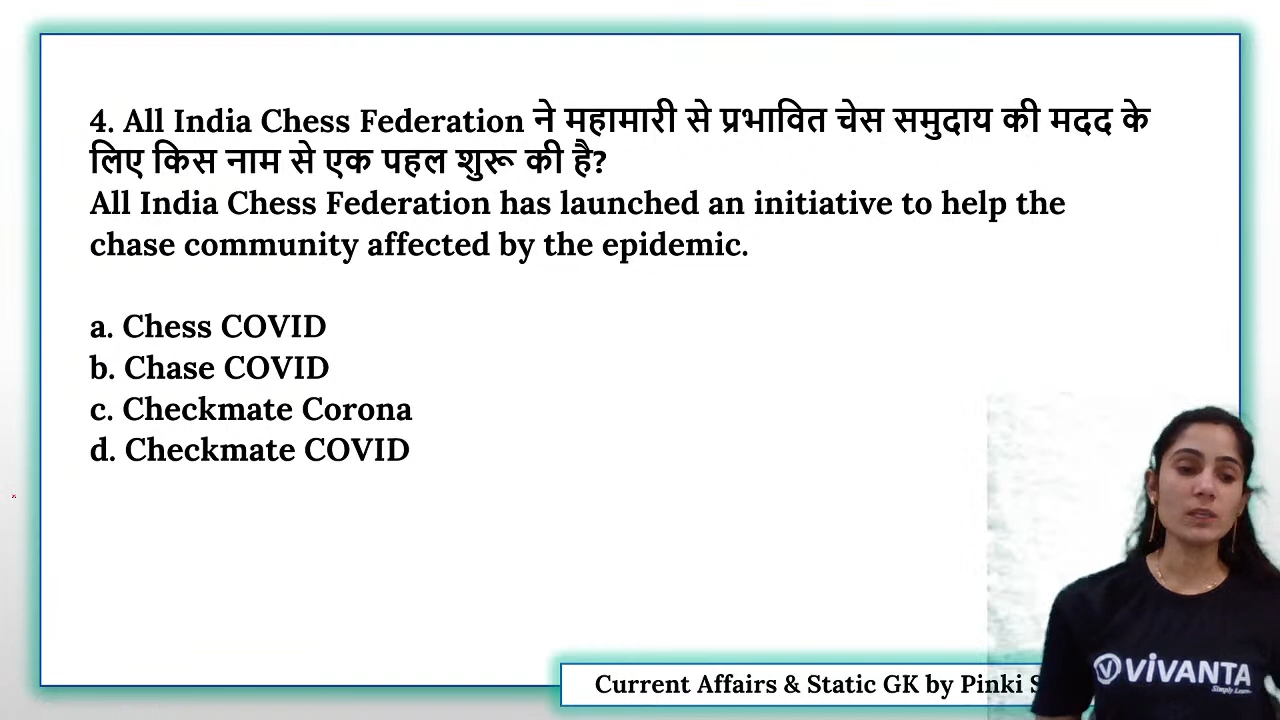 4. All India Chess Federation ने महामारी से प्रभावित चेस समुदाय की मदद के
लिए किस नाम से एक पहल शुरू की है?
All India Chess Federation has launched an initiative to help the
chase community affected by the epidemic.
a. Chess COVID
b. Chase COVID
c. Checkmate Corona
d. Checkmate COVID
VIVANTA
Simply Learn
Current Affairs & Static GK by Pinki S